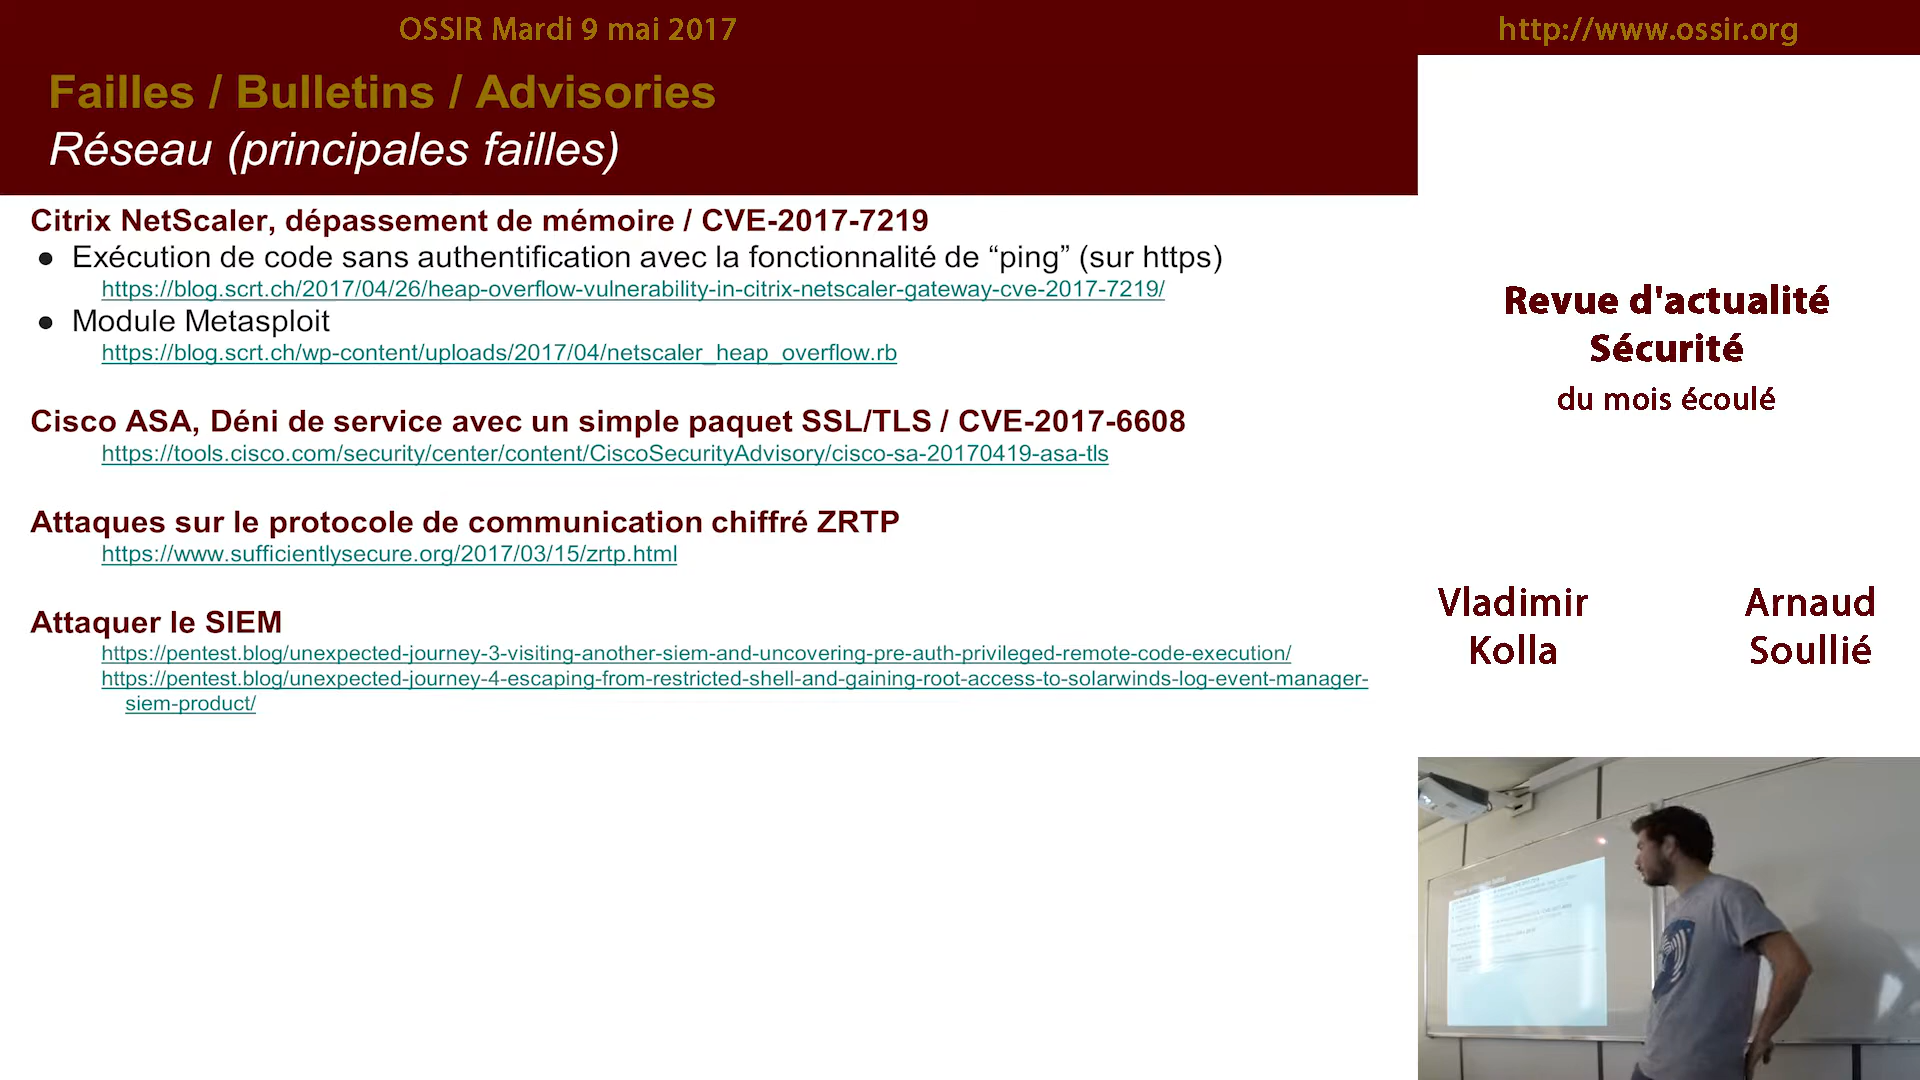 OSSIR Mardi 9 mai 2017
http://www.ossir.org
Failles / Bulletins / Advisories
Réseau (principales failles)
Citrix NetScaler, dépassement de mémoire / CVE-2017-7219
● Exécution de code sans authentification avec la fonctionnalité de “ping” (sur https)
https://blog.scrt.ch/2017/04/26/heap-overflow-vulnerability-in-citrix-netscaler-gateway-cve-2017-7219/
● Module Metasploit
https://blog.scrt.ch/wp-content/uploads/2017/04/netscaler_heap_overflow.rb
Cisco ASA, Déni de service avec un simple paquet SSL/TLS / CVE-2017-6608
https://tools.cisco.com/security/center/content/CiscoSecurityAdvisory/cisco-sa-20170419-asa-tls
Attaques sur le protocole de communication chiffré ZRTP
https://www.sufficientlysecure.org/2017/03/15/zrtp.html
Attaquer le SIEM
https://pentest.blog/unexpected-journey-3-visiting-another-siem-and-uncovering-pre-auth-privileged-remote-code-execution/
https://pentest.blog/unexpected-journey-4-escaping-from-restricted-shell-and-gaining-root-access-to-solarwinds-log-event-manager-
siem-product/
Revue d'actualité
Sécurité
du mois écoulé
Vladimir
Kolla
Arnaud
Soullié